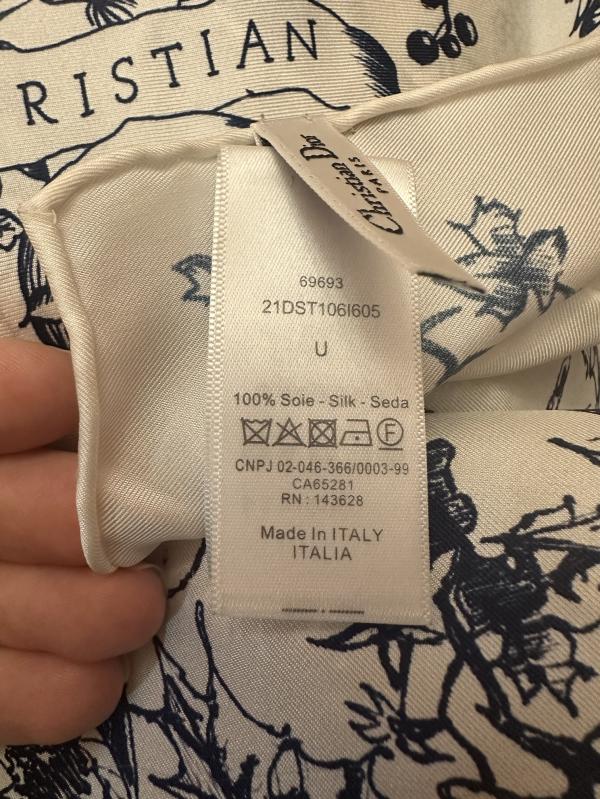 RISTIAN
Christian Dior
PARIS
69693
21DST106I605
U
100% Soie - Silk - Seda
F
CNPJ 02-046-366/0003-99
CA65281
RN : 143628
Made In ITALY
ITALIA